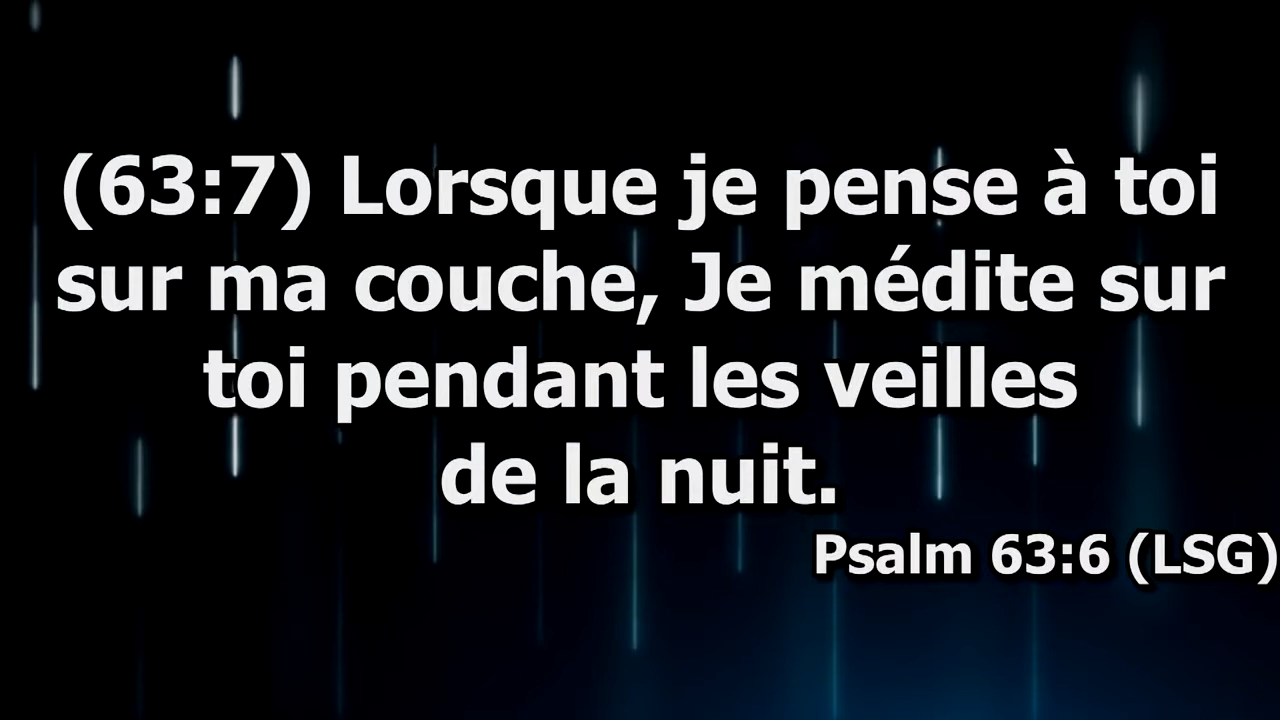 (63:7) Lorsque je pense à toi
sur ma couche, Je médite sur
toi pendant les veilles
de la nuit.
Psalm 63:6 (LSG)